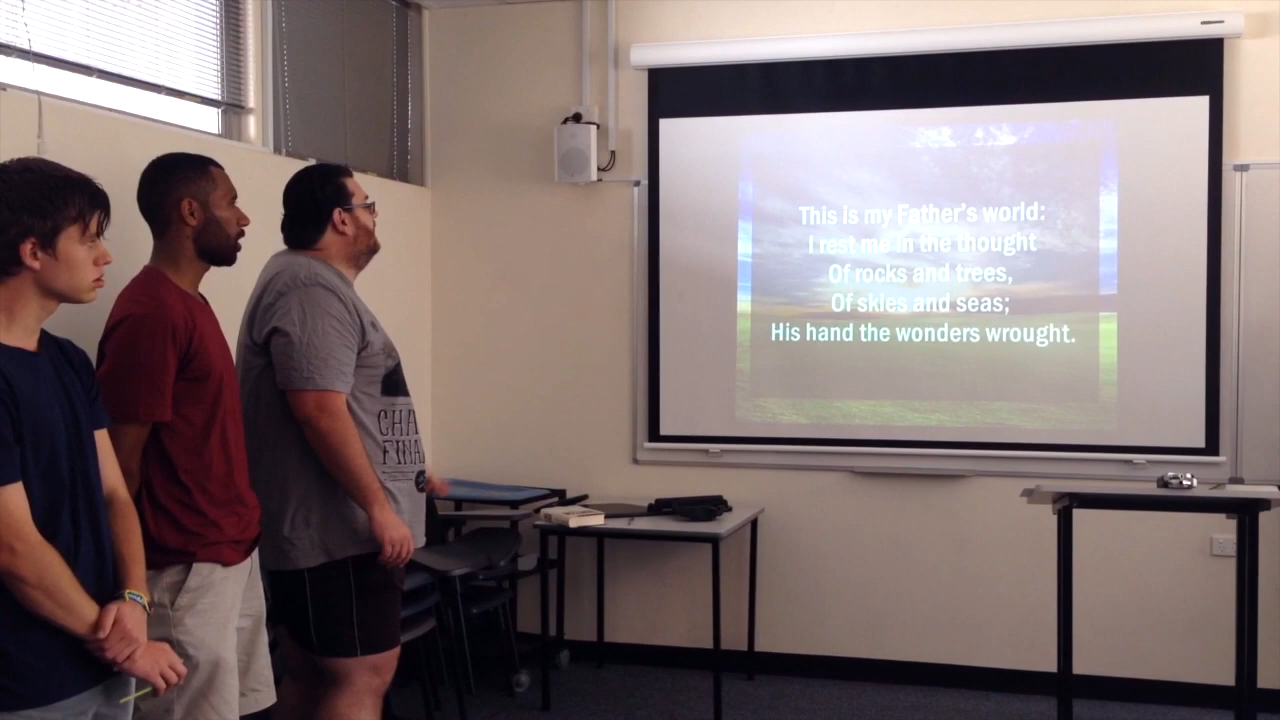 This is my Father's world:
I rest me in the thought
Of rocks and trees,
Of skies and seas;
His hand the wonders wrought.